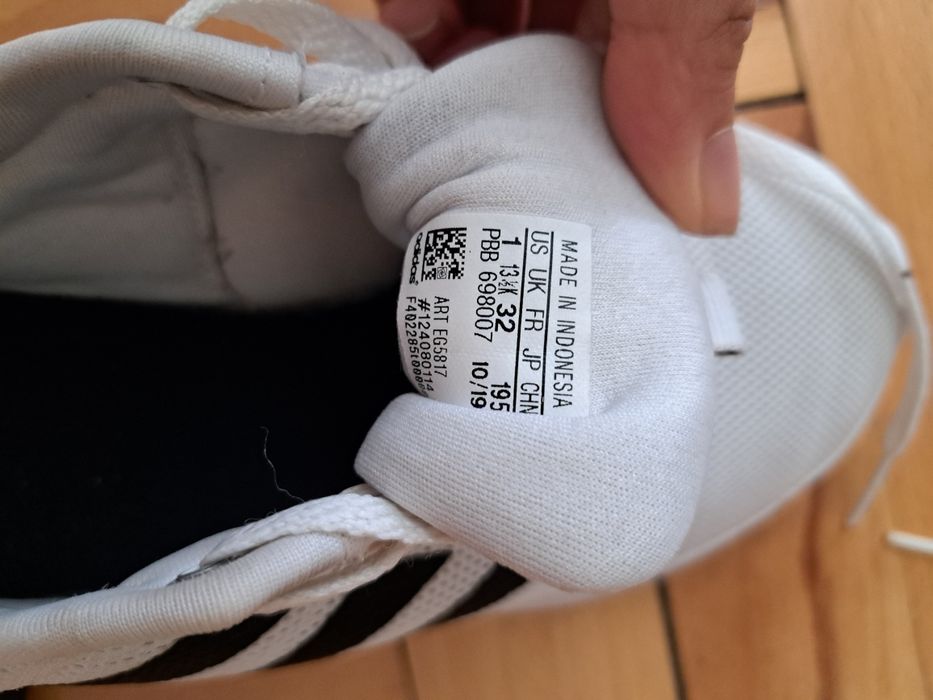 MADE IN INDONESIA
US UK FR JP CHN
1 13½K 32 195
PBB 698007 10/19
ART EG5817
#124080114
adidas